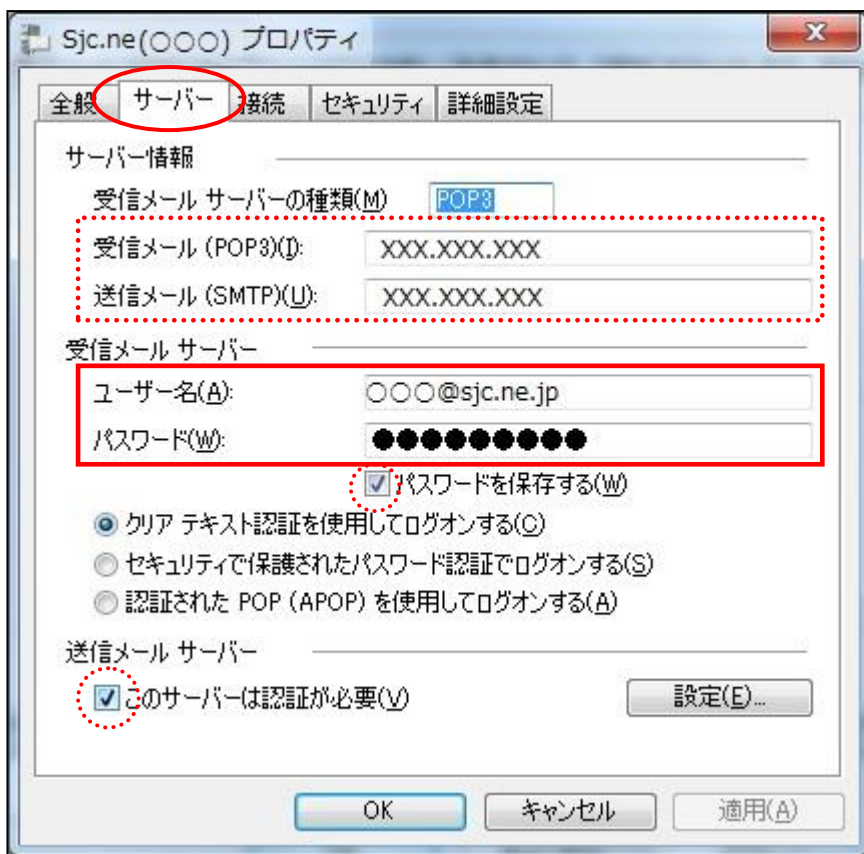 Sjc.ne(○○○) プロパティ
全般 サーバー 接続 セキュリティ 詳細設定
サーバー情報
受信メール サーバーの種類(M) POP3
受信メール (POP3)(I): XXX.XXX.XXX
送信メール (SMTP)(U): XXX.XXX.XXX
受信メール サーバー
ユーザー名(A): ○○○@sjc.ne.jp
パスワード(W): ●●●●●●●●●
パスワードを保存する(W)
クリア テキスト認証を使用してログオンする(C)
セキュリティで保護されたパスワード認証でログオンする(S)
認証された POP (APOP) を使用してログオンする(A)
送信メール サーバー
このサーバーは認証が必要(V) 設定(E)...
OK キャンセル 適用(A)